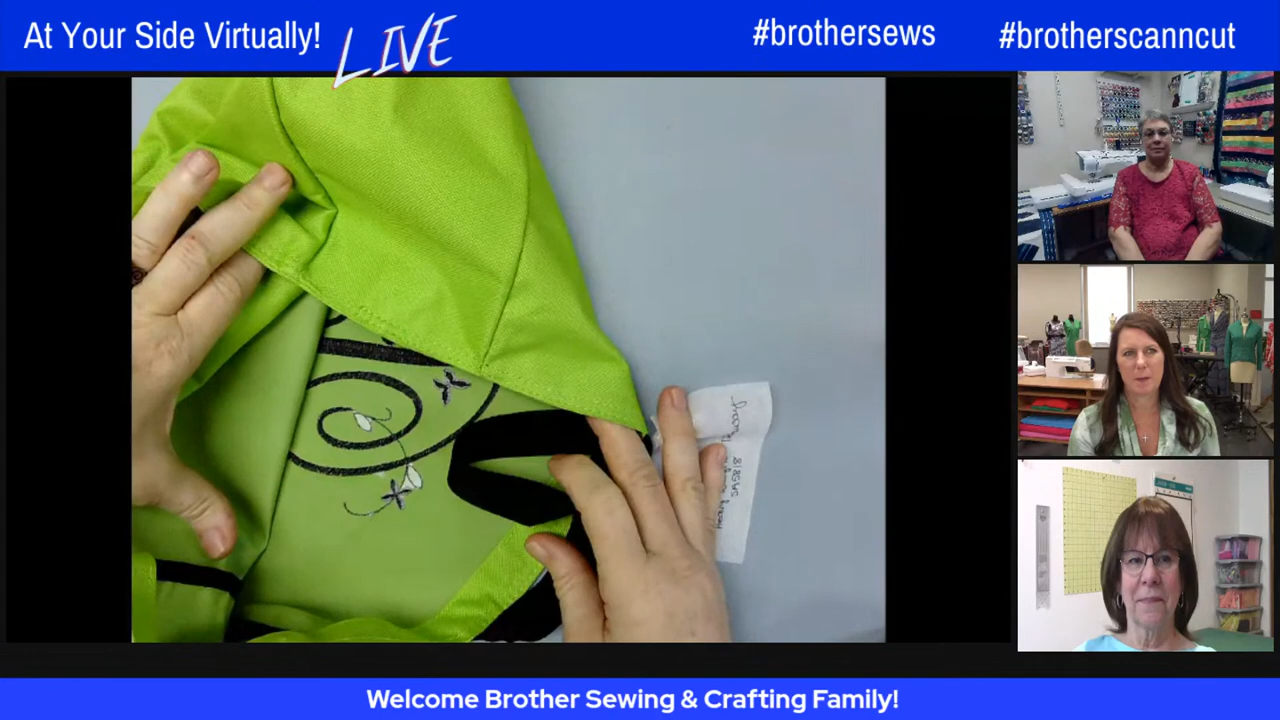 At Your Side Virtually!
LIVE
#brothersews
#brotherscanncut
Welcome Brother Sewing & Crafting Family!